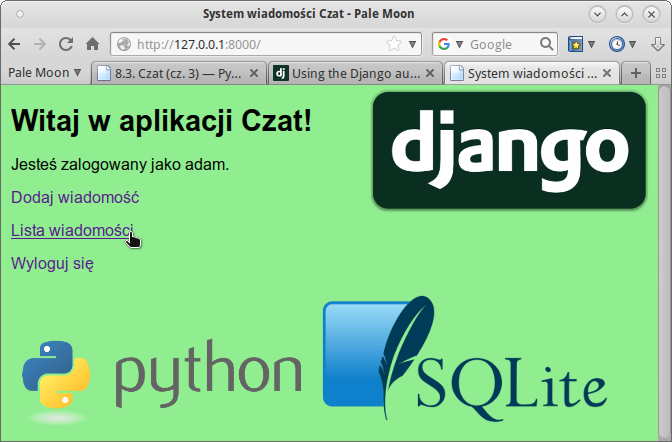 System wiadomości Czat - Pale Moon
http://127.0.0.1:8000/
Google
Pale Moon
8.3. Czat (cz. 3) — Py...
dj Using the Django au...
System wiadomości ...
Witaj w aplikacji Czat!
django
Jesteś zalogowany jako adam.
Dodaj wiadomość
Lista wiadomości
Wyloguj się
python
SQLite